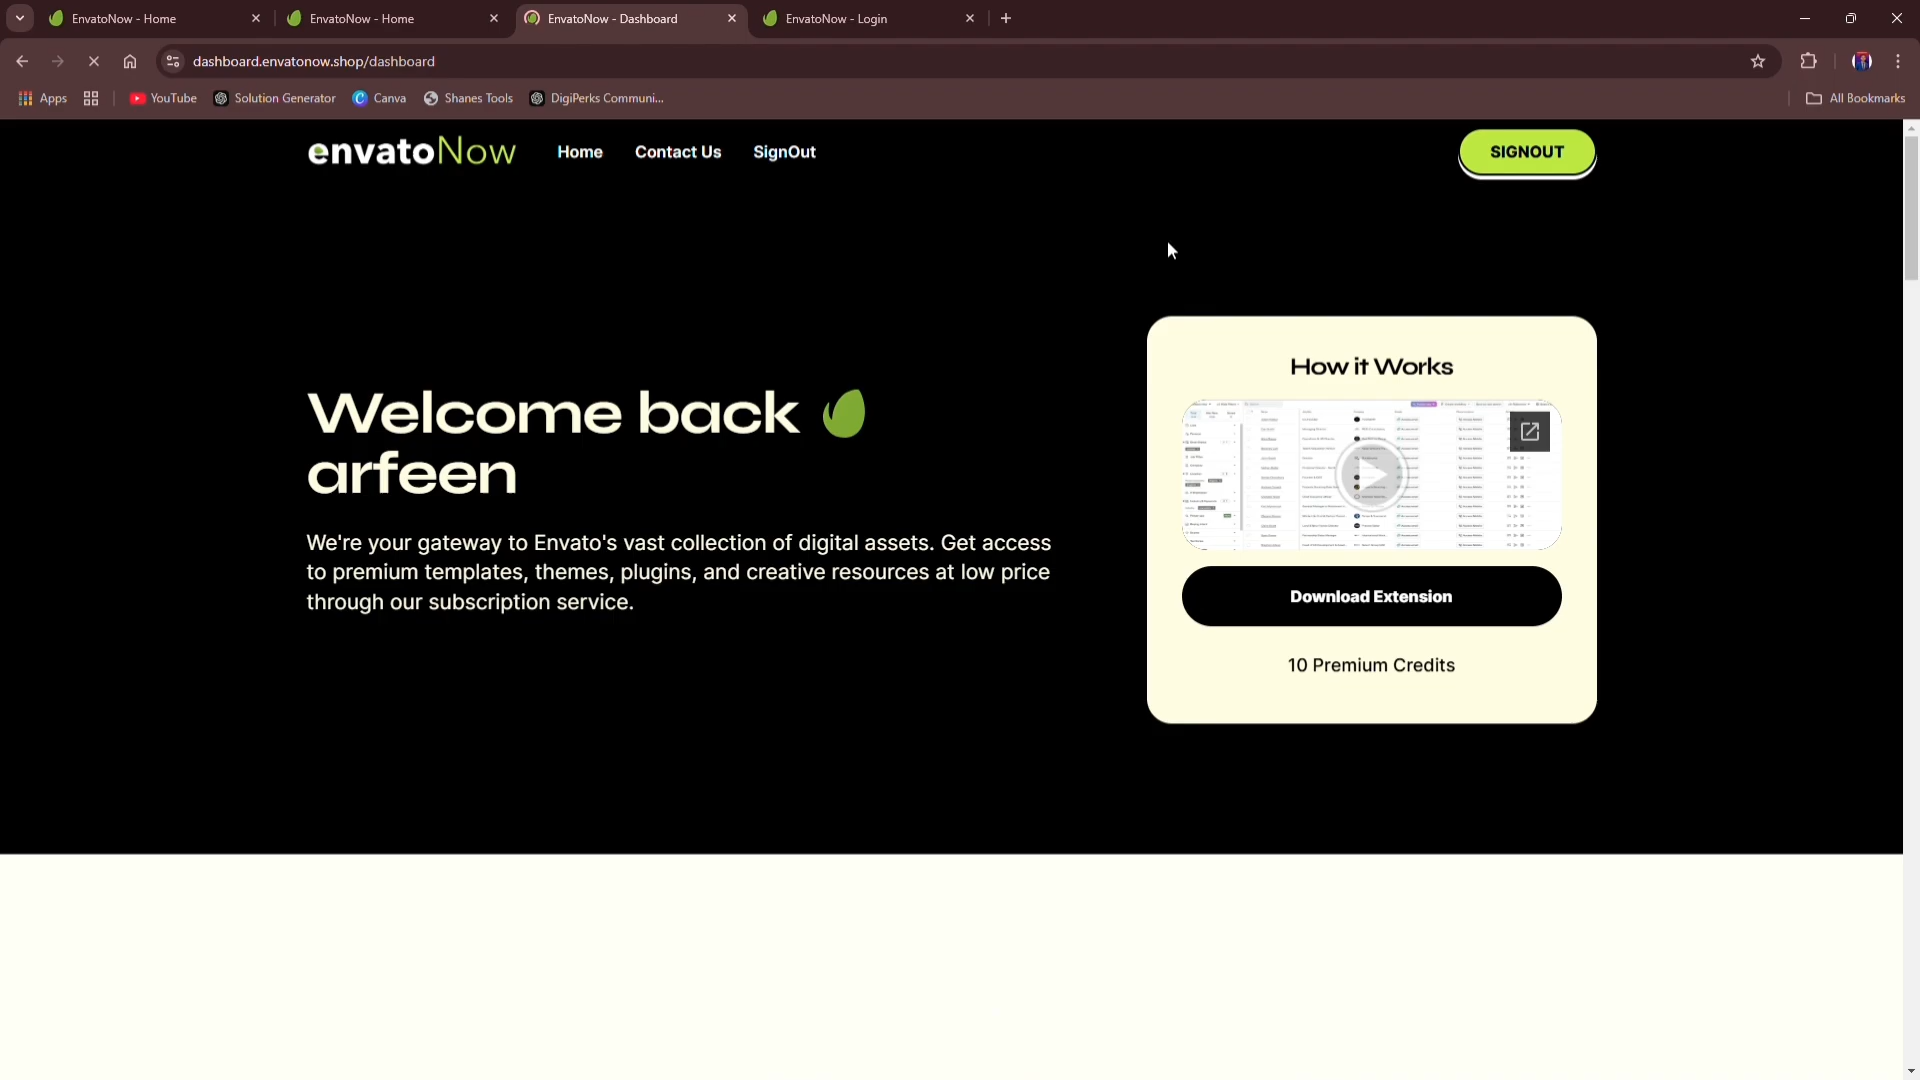 EnvatoNow - Home
EnvatoNow - Home
EnvatoNow - Dashboard
EnvatoNow - Login
dashboard.envatonow.shop/dashboard
Apps
YouTube
Solution Generator
Canva
Shanes Tools
DigiPerks Communi...
All Bookmarks
envatoNow
Home
Contact Us
SignOut
SIGNOUT
Welcome back
arfeen
We're your gateway to Envato's vast collection of digital assets. Get access
to premium templates, themes, plugins, and creative resources at low price
through our subscription service.
How it Works
Download Extension
10 Premium Credits